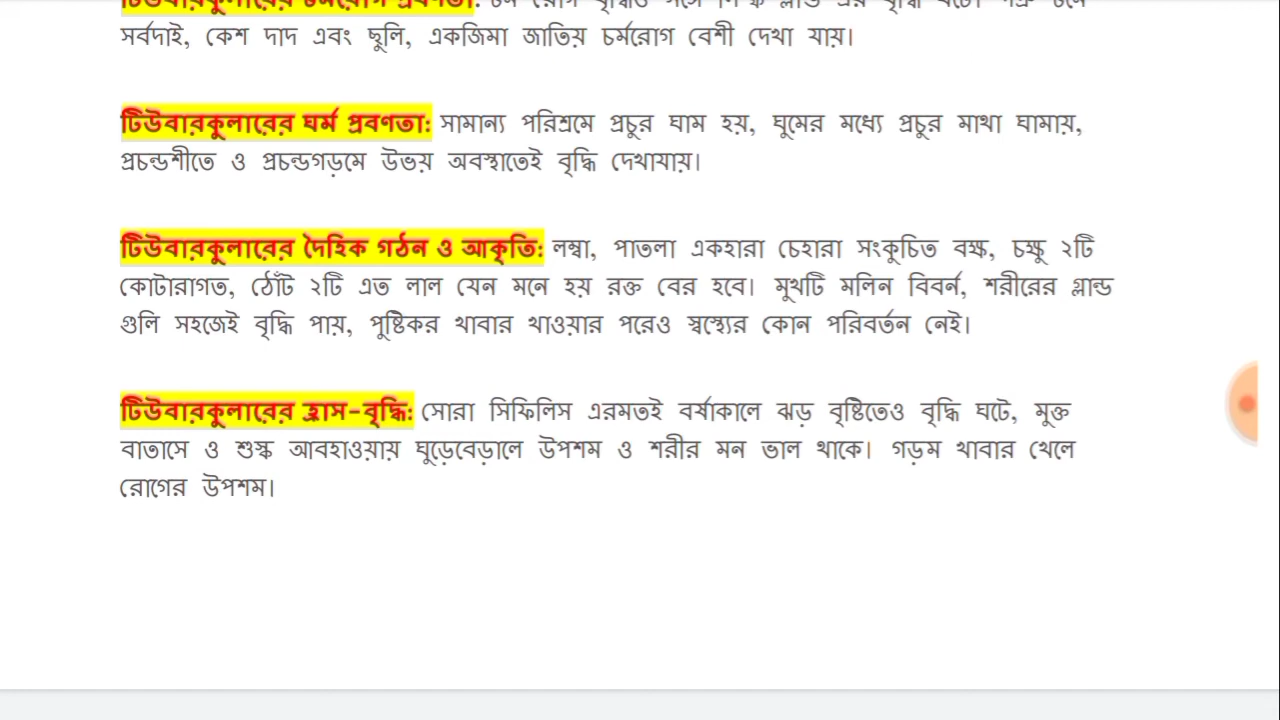 সর্বদাই, কেশ দাদ এবং ছুলি, একজিমা জাতিয় চর্মরোগ বেশী দেখা যায়।
টিউবারকুলারের ঘর্ম প্রবণতা: সামান্য পরিশ্রমে প্রচুর ঘাম হয়, ঘুমের মধ্যে প্রচুর মাথা ঘামায়,
প্রচন্ডশীতে ও প্রচন্ডগড়মে উভয় অবস্থাতেই বৃদ্ধি দেখাযায়।
টিউবারকুলারের দৈহিক গঠন ও আকৃতি: লম্বা, পাতলা একহারা চেহারা সংকুচিত বক্ষ, চক্ষু ২টি
কোটারাগত, ঠোঁট ২টি এত লাল যেন মনে হয় রক্ত বের হবে। মুখটি মলিন বিবর্ন, শরীরের গ্লান্ড
গুলি সহজেই বৃদ্ধি পায়, পুষ্টিকর খাবার খাওয়ার পরেও স্বস্থ্যের কোন পরিবর্তন নেই।
টিউবারকুলারের হ্রাস-বৃদ্ধি: সোরা সিফিলিস এরমতই বর্ষাকালে ঝড় বৃষ্টিতেও বৃদ্ধি ঘটে, মুক্ত
বাতাসে ও শুস্ক আবহাওয়ায় ঘুড়েবেড়ালে উপশম ও শরীর মন ভাল থাকে। গড়ম খাবার খেলে
রোগের উপশম।